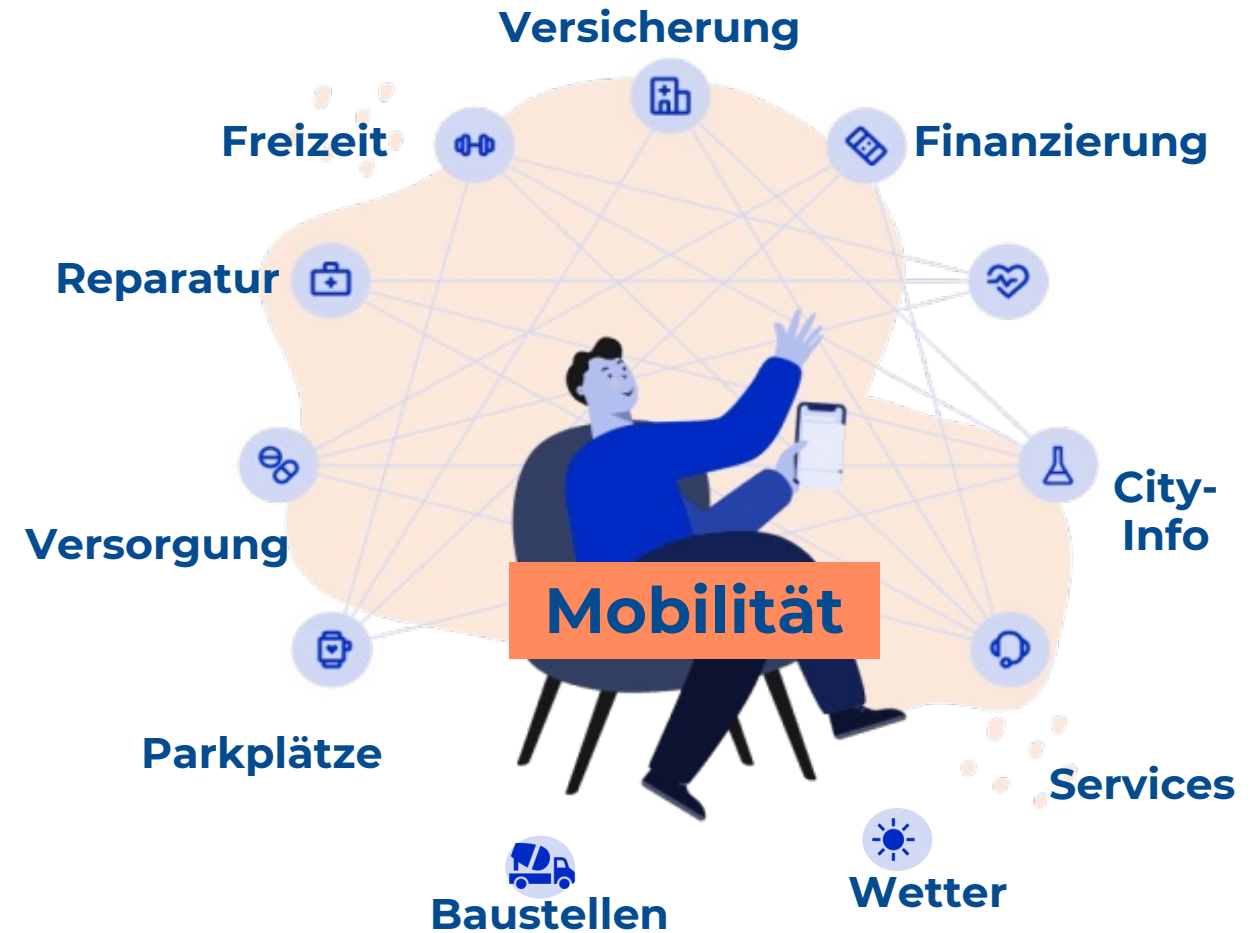 Versicherung
Freizeit
Finanzierung
Reparatur
City-
Info
Versorgung
Mobilität
Parkplätze
Services
Wetter
Baustellen